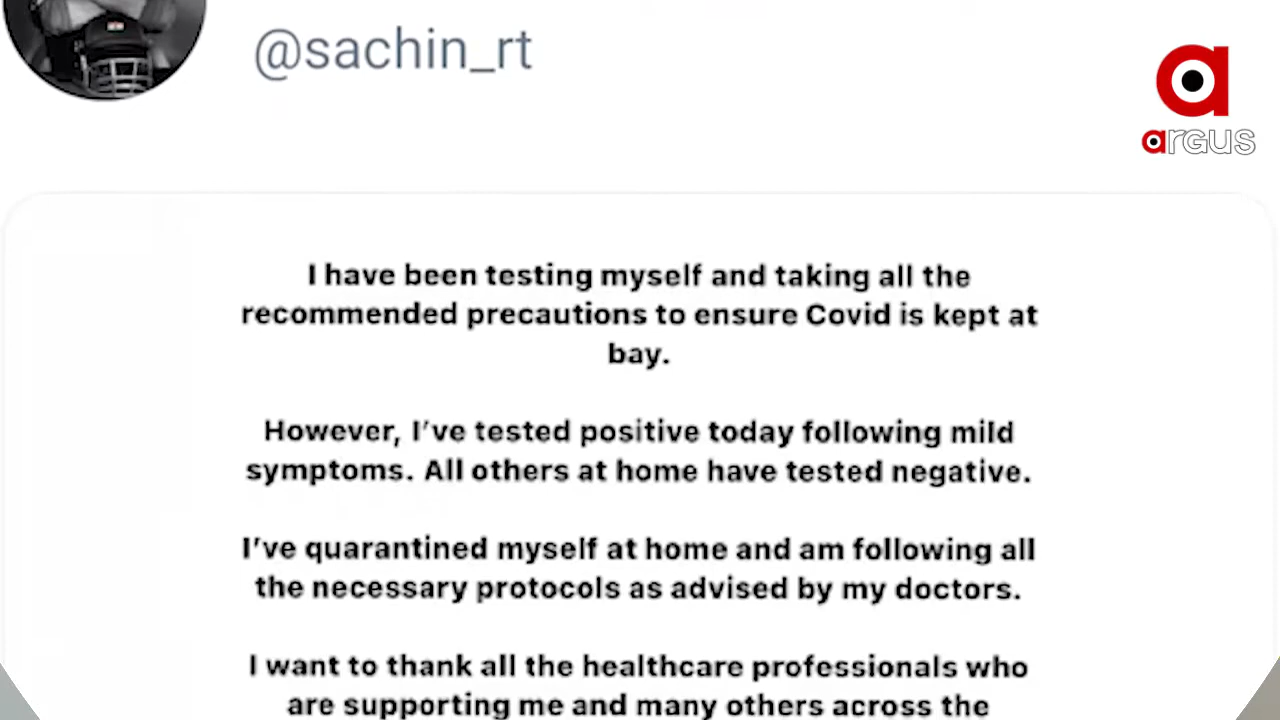 @sachin_rt
a
argus
I have been testing myself and taking all the
recommended precautions to ensure Covid is kept at
bay.
However, I've tested positive today following mild
symptoms. All others at home have tested negative.
I've quarantined myself at home and am following all
the necessary protocols as advised by my doctors.
I want to thank all the healthcare professionals who
are supporting me and many others across the